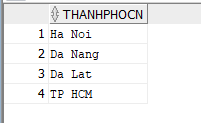 THANHPHOCN
1 Ha Noi
2 Da Nang
3 Da Lat
4 TP HCM